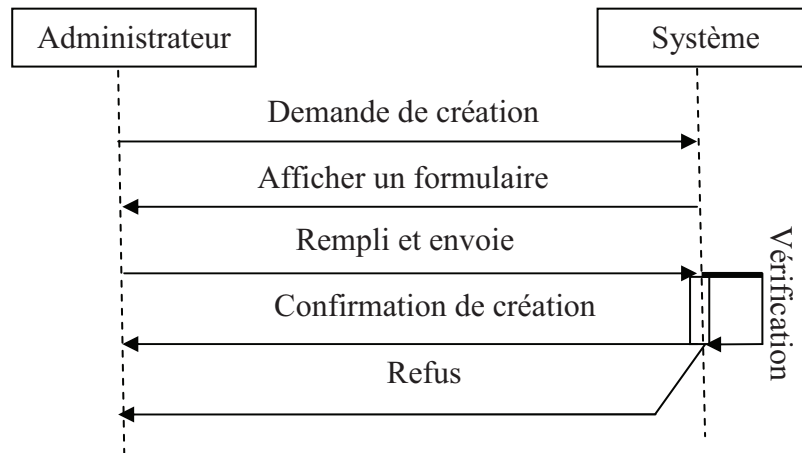 Administrateur
Système
Demande de création
Afficher un formulaire
Rempli et envoie
Vérification
Confirmation de création
Refus